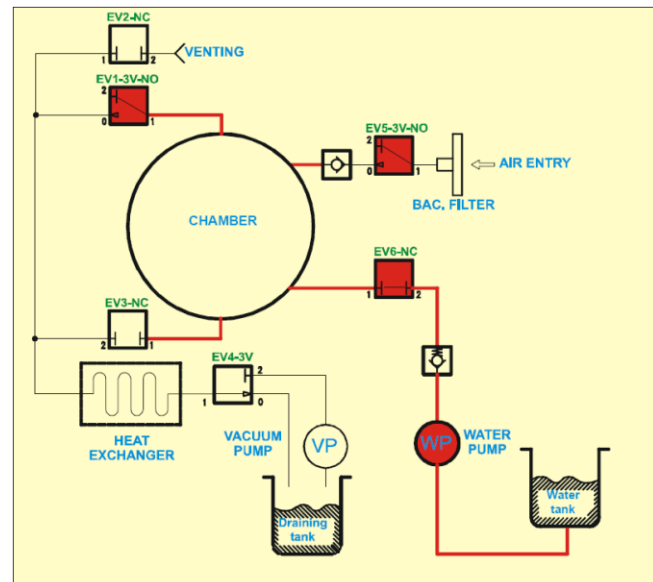 EV2-NC
1
2
VENTING
EV1-3V-NO
2
0
1
EV5-3V-NO
2
0
1
AIR ENTRY
BAC. FILTER
CHAMBER
EV6-NC
1
2
EV3-NC
2
1
EV4-3V
2
1
0
HEAT
EXCHANGER
VACUUM
PUMP
VP
WP
WATER
PUMP
Water
tank
Draining
tank